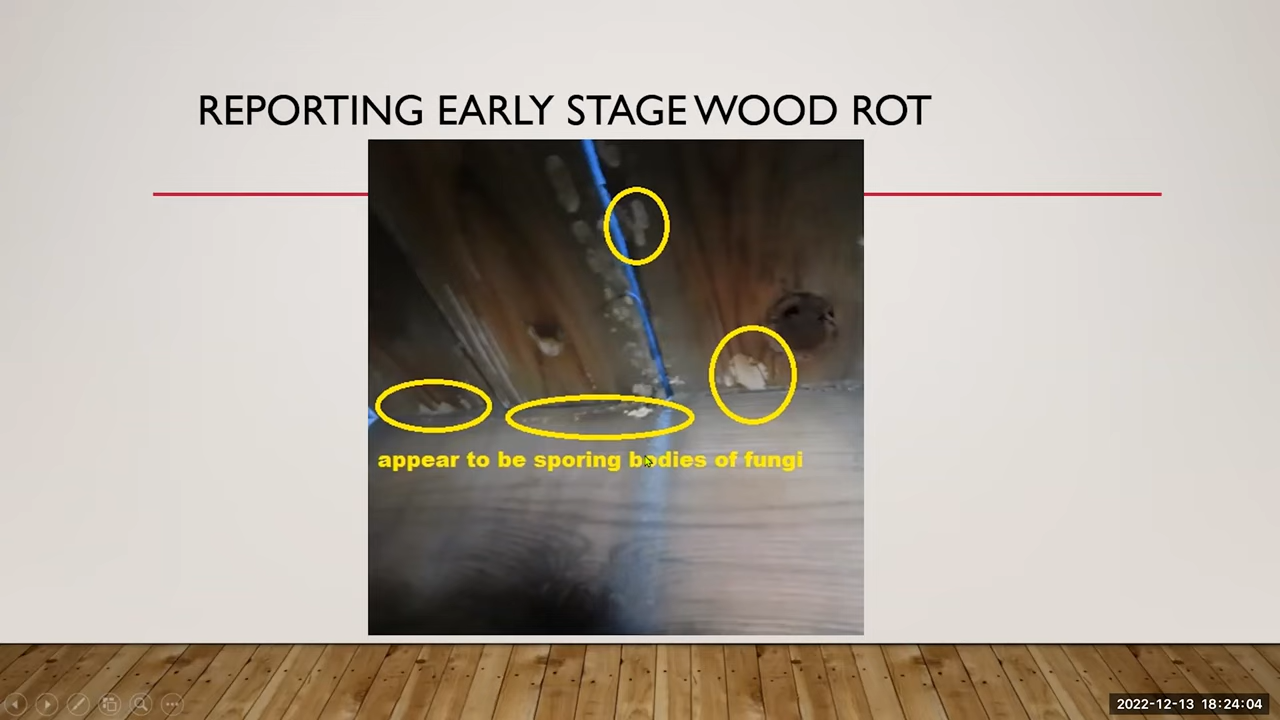 REPORTING EARLY STAGE WOOD ROT
appear to be sporing bodies of fungi
2022-12-13 18:24:04